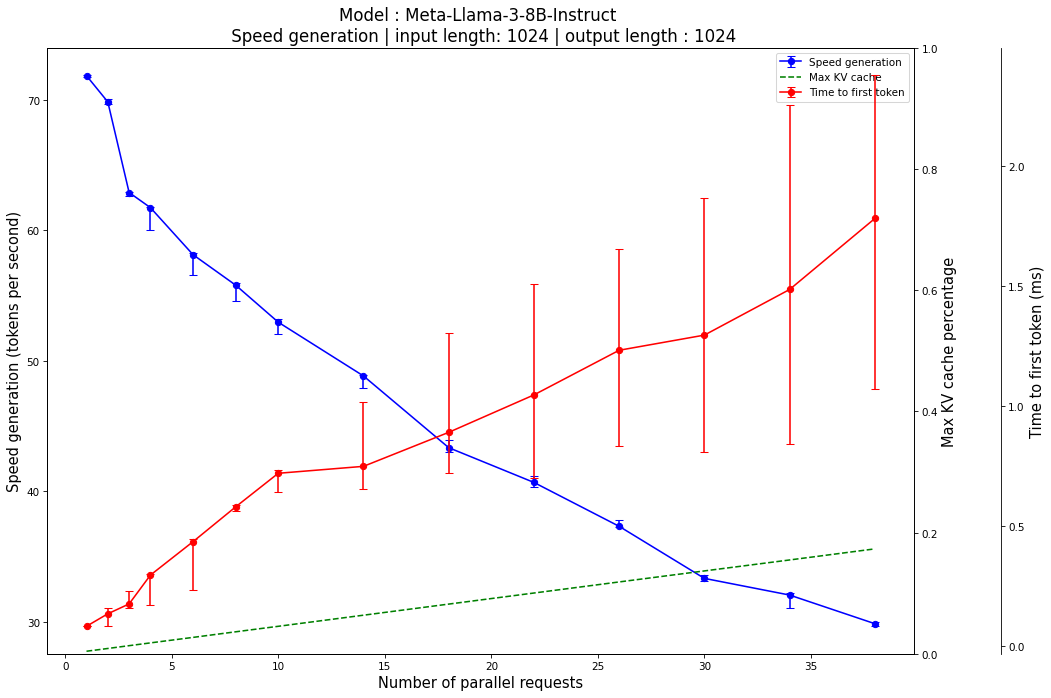 Model : Meta-Llama-3-8B-Instruct
Speed generation | input length: 1024 | output length : 1024
Speed generation
Max KV cache
Time to first token
Speed generation (tokens per second)
70
60
50
40
30
0
5
10
15
20
25
30
35
Number of parallel requests
1.0
0.8
0.6
0.4
0.2
0.0
Max KV cache percentage
2.0
1.5
1.0
0.5
0.0
Time to first token (ms)